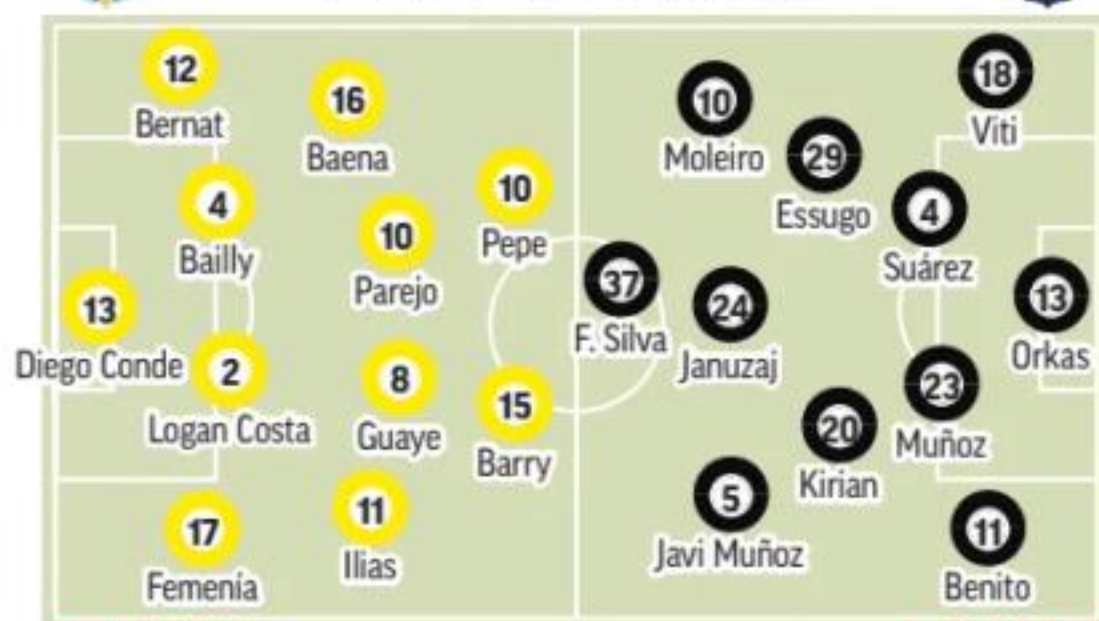 12
Bernat
16
Baena
4
Bailly
10
Parejo
10
Pepe
13
Diego Conde
2
Logan Costa
8
Guaye
15
Barry
17
Femenía
11
Ilias
10
Moleiro
29
Essugo
18
Viti
4
Suárez
37
F. Silva
24
Januzaj
13
Orkas
23
Muñoz
20
Kirian
5
Javi Muñoz
11
Benito